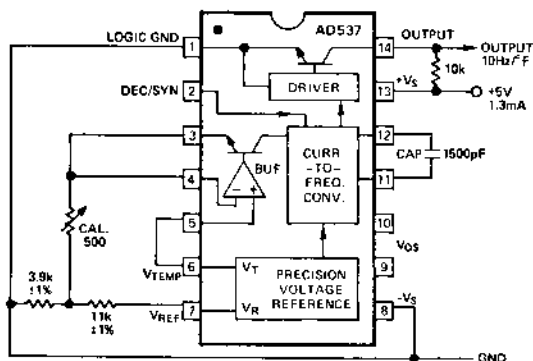 AD537
LOGIC GND
1
14
OUTPUT
OUTPUT
10Hz/°F
10k
DRIVER
+VS
13
+5V
1.3mA
DEC/SYN
2
3
12
CURR
-TO-
FREQ.
CONV.
CAP
1500pF
BUF
4
11
- +
5
10
CAL.
500
VOS
VTEMP
6
VT
PRECISION
VOLTAGE
REFERENCE
9
3.9k
±1%
11k
±1%
VREF
7
VR
8
-VS
GND